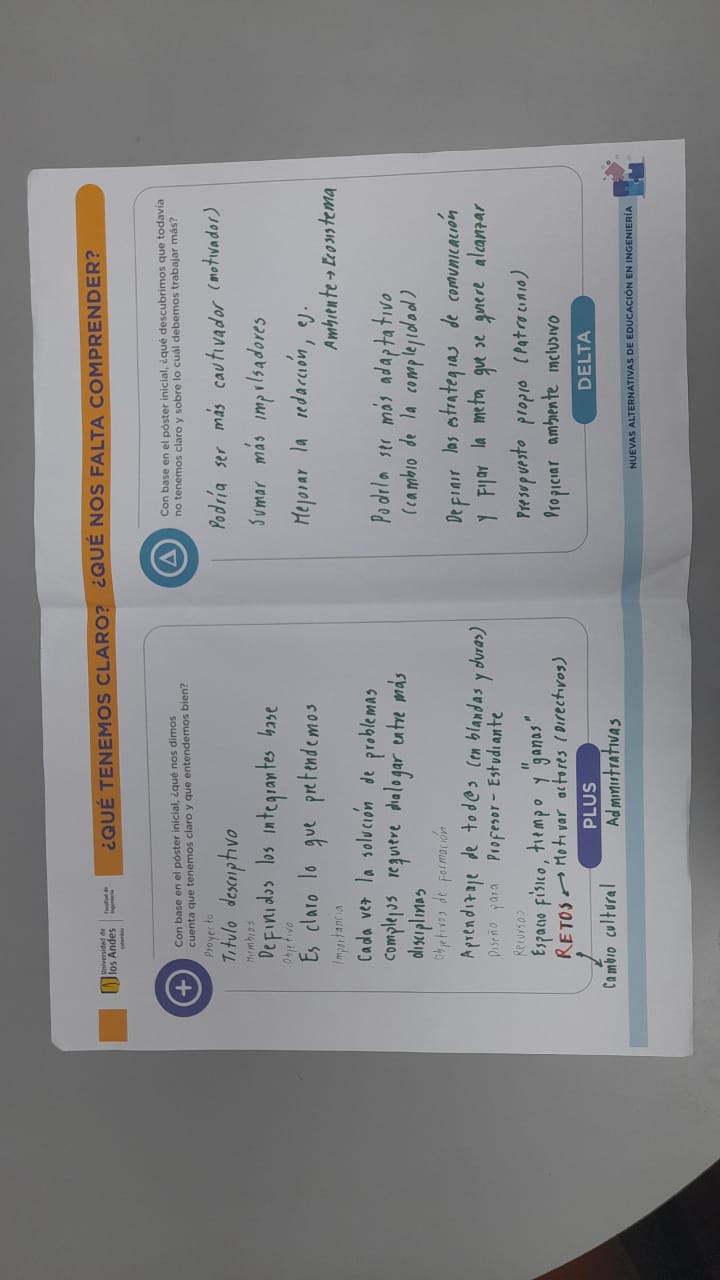 ¿QUÉ TENEMOS CLARO? ¿QUÉ NOS FALTA COMPRENDER?
Universidad de
los Andes
Colombia
Facultad de
Ingeniería
Con base en el póster inicial, ¿qué nos dimos
cuenta que tenemos claro y que entendemos bien?
Proyecto
Título descriptivo
Miembros
Definidos los integrantes base
Objetivo
Es claro lo que pretendemos
Importancia
Cada vez la solución de problemas
complejos requiere dialogar entre más
disciplinas
Objetivos de Formación
Aprendizaje de tod@s (en blandas y duras)
Diseño para Profesor - Estudiante
Recursos
Espacio físico, tiempo y "ganas"
RETOS → Motivar actores (Directivos)
PLUS
Cambio cultural
Administrativas
Con base en el póster inicial, ¿qué descubrimos que todavía
no tenemos claro y sobre lo cuál debemos trabajar más?
Podría ser más cautivador (motivador)
Sumar más impulsadores
Mejorar la redacción, ej.
Ambiente → Ecosistema
Podría ser más adaptativo
(cambio de la complejidad)
Definir las estrategias de comunicación
y Fijar la meta que se quiere alcanzar
Presupuesto propio (Patrocinio)
Propiciar ambiente inclusivo
DELTA
NUEVAS ALTERNATIVAS DE EDUCACIÓN EN INGENIERÍA